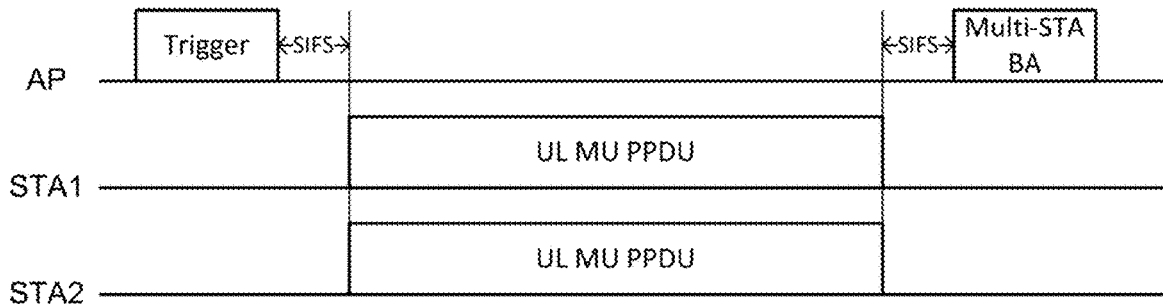 Trigger
SIFS
SIFS
Multi-STA
BA
AP
UL MU PPDU
STA1
UL MU PPDU
STA2